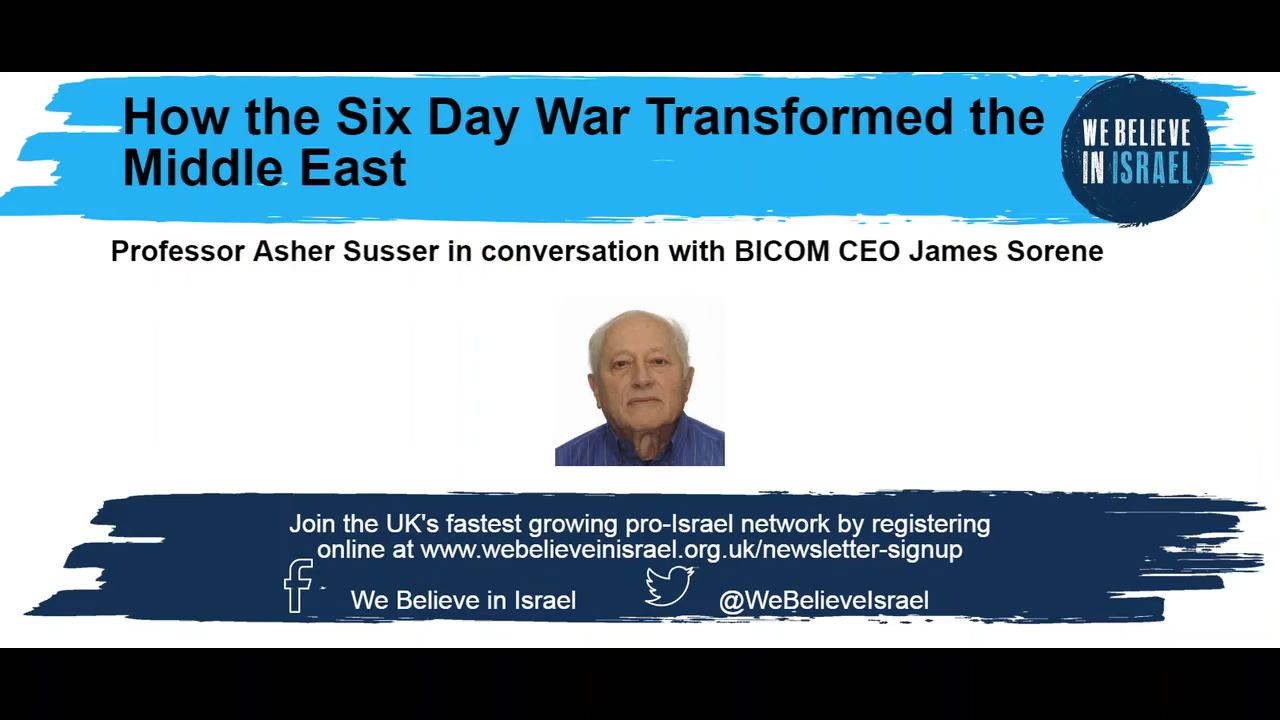 How the Six Day War Transformed the
Middle East
WE BELIEVE
IN ISRAEL
Professor Asher Susser in conversation with BICOM CEO James Sorene
Join the UK's fastest growing pro-Israel network by registering
online at www.webelieveinisrael.org.uk/newsletter-signup
We Believe in Israel
@WeBelieveIsrael